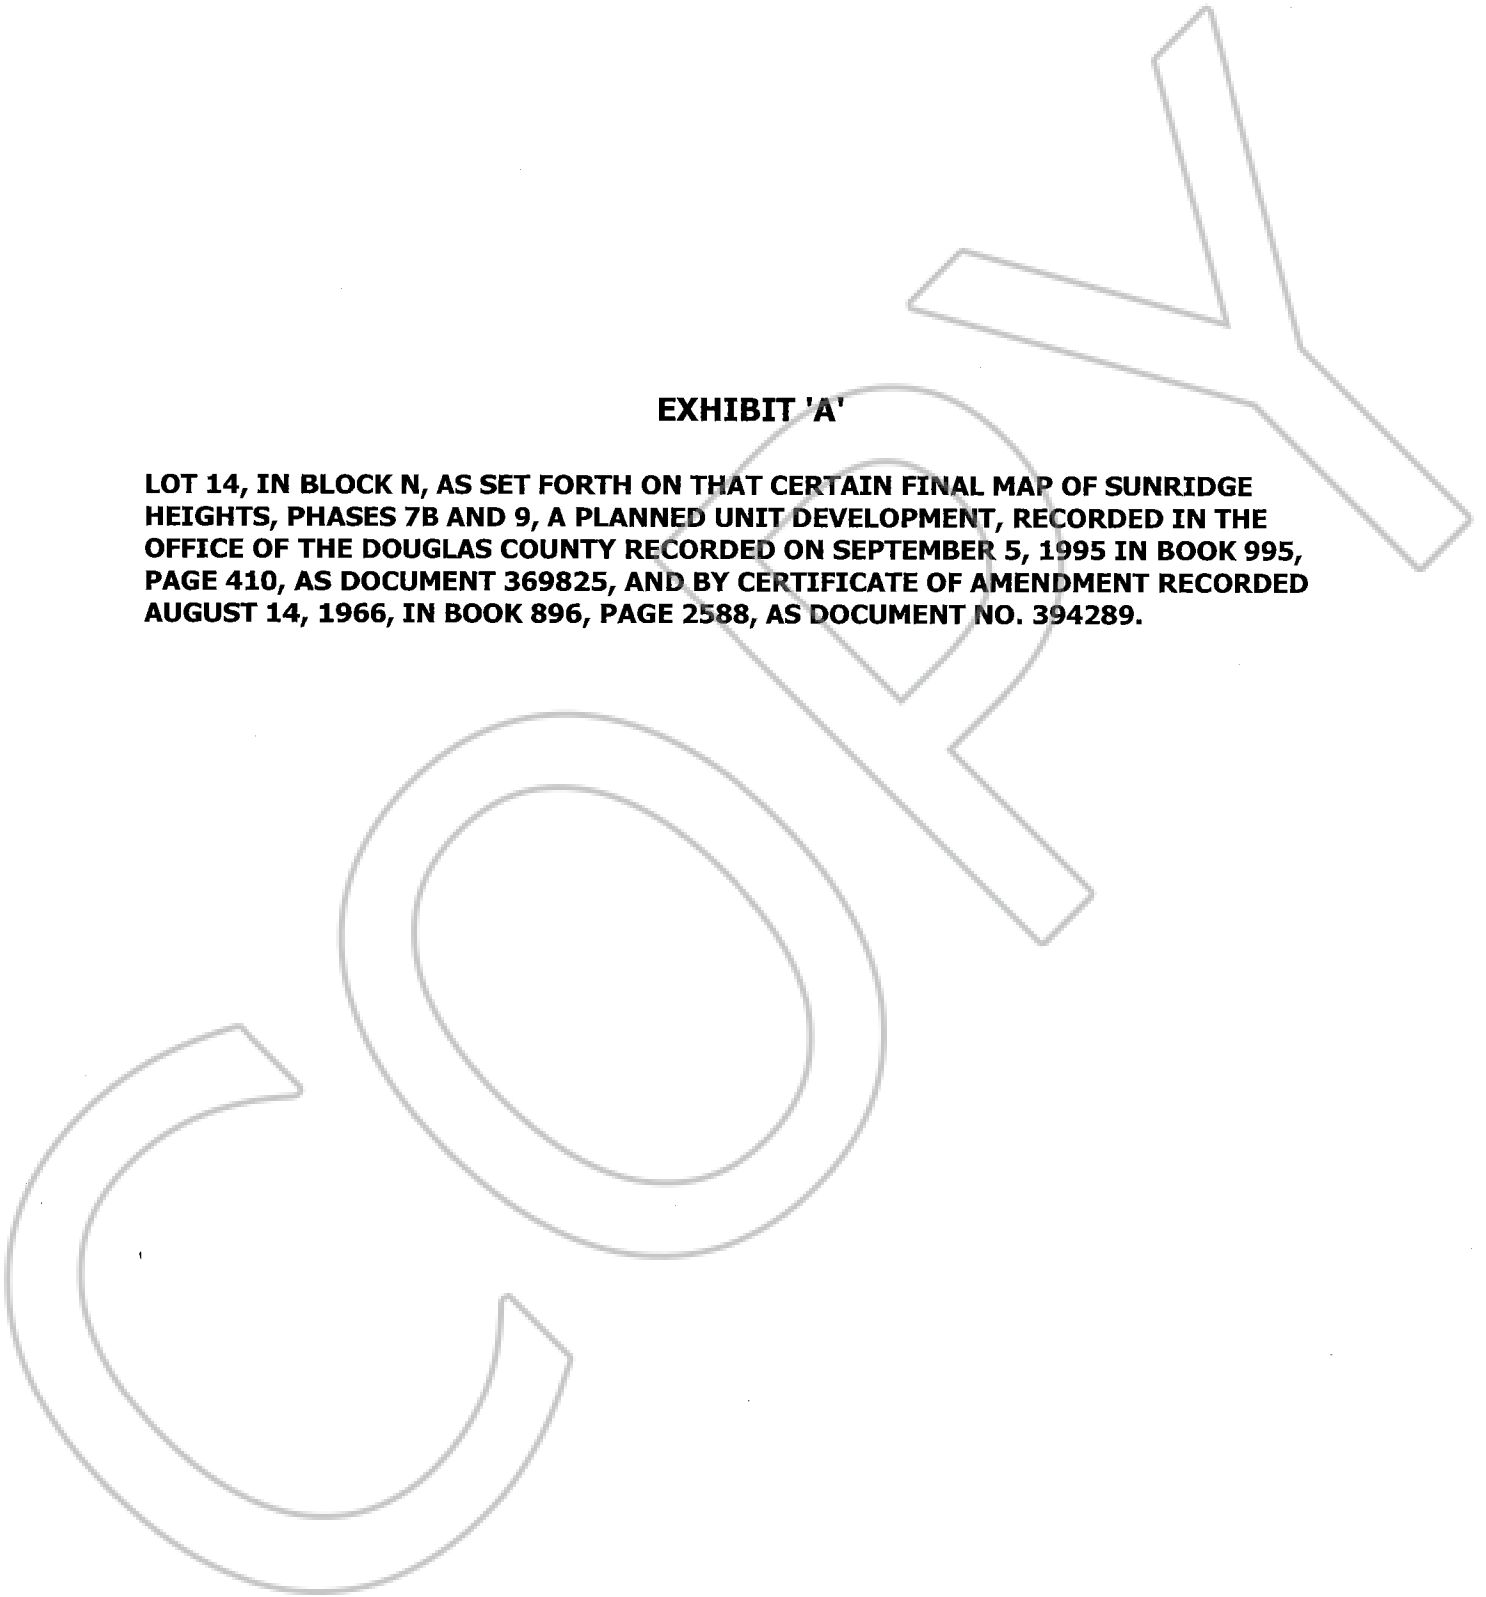 EXHIBIT 'A'
LOT 14, IN BLOCK N, AS SET FORTH ON THAT CERTAIN FINAL MAP OF SUNRIDGE
HEIGHTS, PHASES 7B AND 9, A PLANNED UNIT DEVELOPMENT, RECORDED IN THE
OFFICE OF THE DOUGLAS COUNTY RECORDED ON SEPTEMBER 5, 1995 IN BOOK 995,
PAGE 410, AS DOCUMENT 369825, AND BY CERTIFICATE OF AMENDMENT RECORDED
AUGUST 14, 1966, IN BOOK 896, PAGE 2588, AS DOCUMENT NO. 394289.
COPY